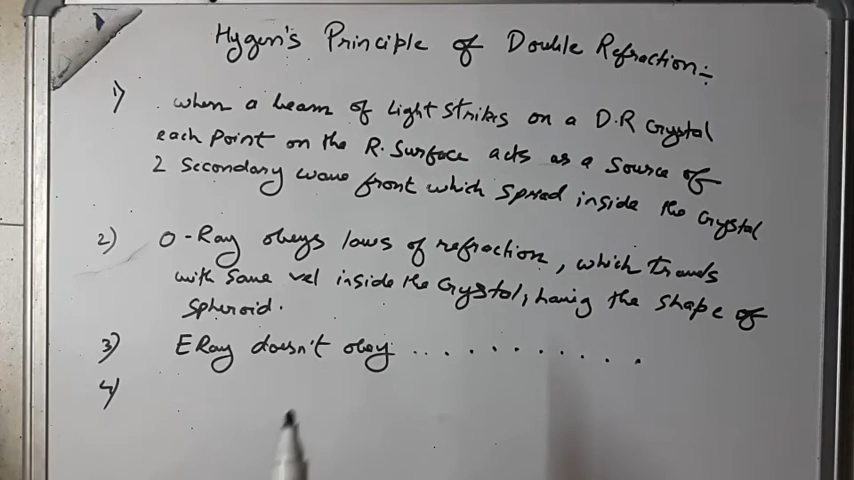 Hygen's Principle of Double Refraction:-
1) when a beam of Light Strikes on a D.R Crystal
each Point on the R. Surface acts as a Source of
2 Secondary wave front which spread inside the Crystal
2) O-Ray obeys laws of refraction, which travels
with same vel inside the Crystal, having the shape of
spheroid.
3) E Ray doesn't obey ............
4)